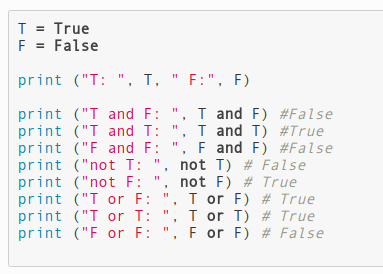 T = True
F = False
print ("T: ", T, " F:", F)
print ("T and F: ", T and F) #False
print ("T and T: ", T and T) #True
print ("F and F: ", F and F) #False
print ("not T: ", not T) # False
print ("not F: ", not F) # True
print ("T or F: ", T or F) # True
print ("T or T: ", T or T) # True
print ("F or F: ", F or F) # False